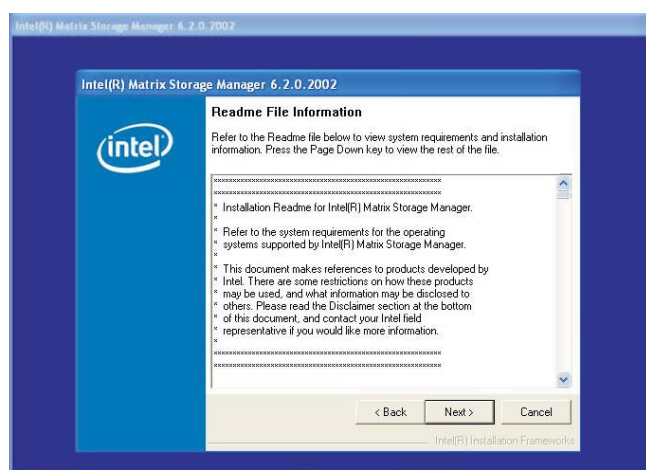 Intel(R) Matrix Storage Manager 6.2.0.2002
Intel(R) Matrix Storage Manager 6.2.0.2002
intel
Readme File Information
Refer to the Readme file below to view system requirements and installation
information. Press the Page Down key to view the rest of the file.
************************************************************
************************************************************
* Installation Readme for Intel(R) Matrix Storage Manager.
*
* Refer to the system requirements for the operating
* systems supported by Intel(R) Matrix Storage Manager.
*
* This document makes references to products developed by
* Intel. There are some restrictions on how these products
* may be used, and what information may be disclosed to
* others. Please read the Disclaimer section at the bottom
* of this document, and contact your Intel field
* representative if you would like more information.
*
************************************************************
************************************************************
< Back Next > Cancel
Intel(R) Installation Frameworks